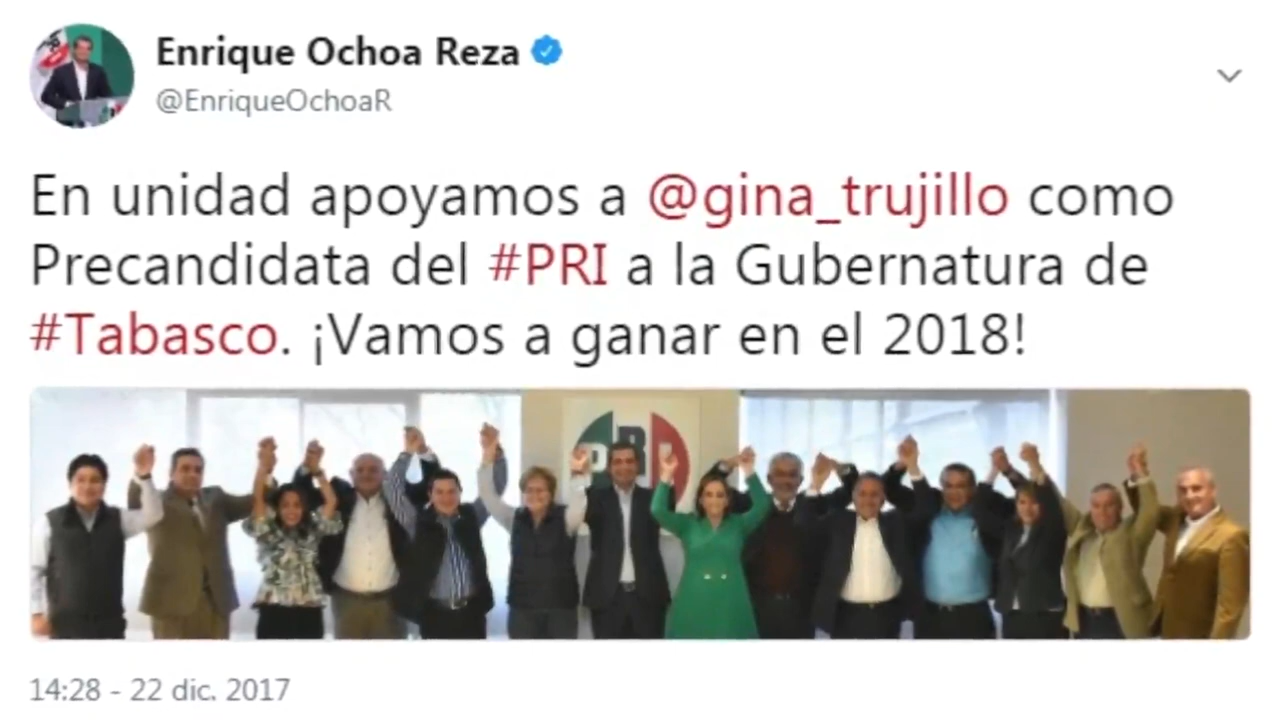 Enrique Ochoa Reza
@EnriqueOchoaR
En unidad apoyamos a @gina_trujillo como
Precandidata del #PRI a la Gubernatura de
#Tabasco. ¡Vamos a ganar en el 2018!
PRI
14:28 - 22 dic. 2017